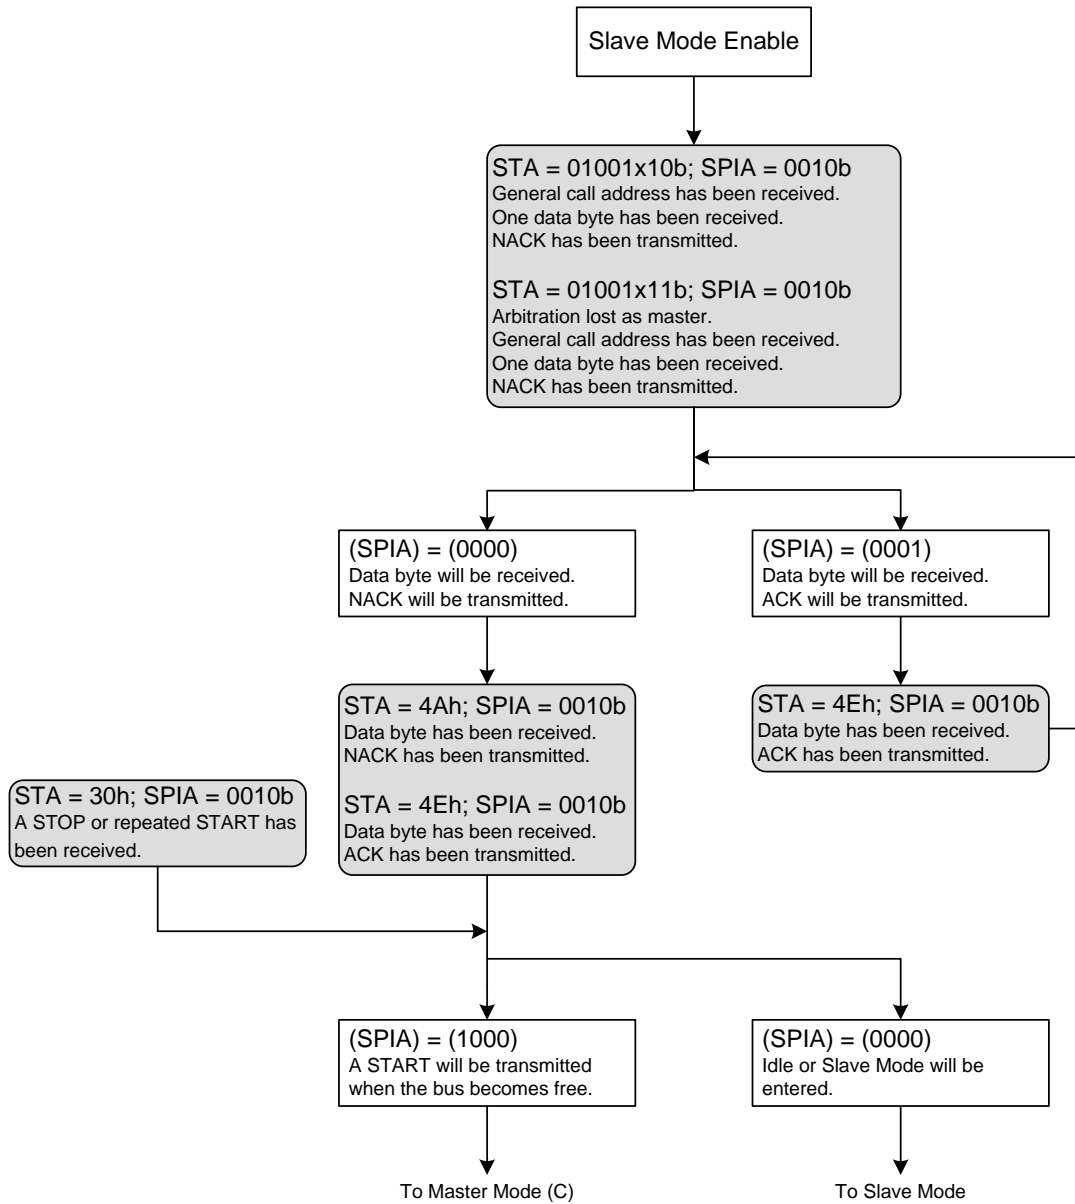 Slave Mode Enable
STA = 01001x10b; SPIA = 0010b
General call address has been received.
One data byte has been received.
NACK has been transmitted.
STA = 01001x11b; SPIA = 0010b
Arbitration lost as master.
General call address has been received.
One data byte has been received.
NACK has been transmitted.
(SPIA) = (0000)
Data byte will be received.
NACK will be transmitted.
(SPIA) = (0001)
Data byte will be received.
ACK will be transmitted.
STA = 4Ah; SPIA = 0010b
Data byte has been received.
NACK has been transmitted.
STA = 4Eh; SPIA = 0010b
Data byte has been received.
ACK has been transmitted.
STA = 4Eh; SPIA = 0010b
Data byte has been received.
ACK has been transmitted.
STA = 30h; SPIA = 0010b
A STOP or repeated START has
been received.
(SPIA) = (1000)
A START will be transmitted
when the bus becomes free.
(SPIA) = (0000)
Idle or Slave Mode will be
entered.
To Master Mode (C)
To Slave Mode